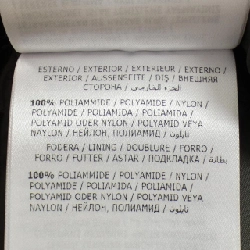 ESTERNO / EXTERIOR / EXTERIEUR / EXTERNO /
EXTERIOR / AUSSENSEITE / DIŞ / ВНЕШНЯЯ
СТОРОНА / الجزء الخارجي /
100% POLIAMMIDE / POLYAMIDE / NYLON /
POLYAMIDE / POLIAMIDA / POLIAMIDA /
POLYAMID ODER NYLON / POLYAMID VEYA
NAYLON / НЕЙЛОН, ПОЛИАМИД / نايلون /
FODERA / LINING / DOUBLURE / FORRO /
FORRO / FUTTER / ASTAR / ПОДКЛАДКА / بطانة /
100% POLIAMMIDE / POLYAMIDE / NYLON /
POLYAMIDE / POLIAMIDA / POLIAMIDA /
POLYAMID ODER NYLON / POLYAMID VEYA
NAYLON / НЕЙЛОН, ПОЛИАМИД / نايلون /